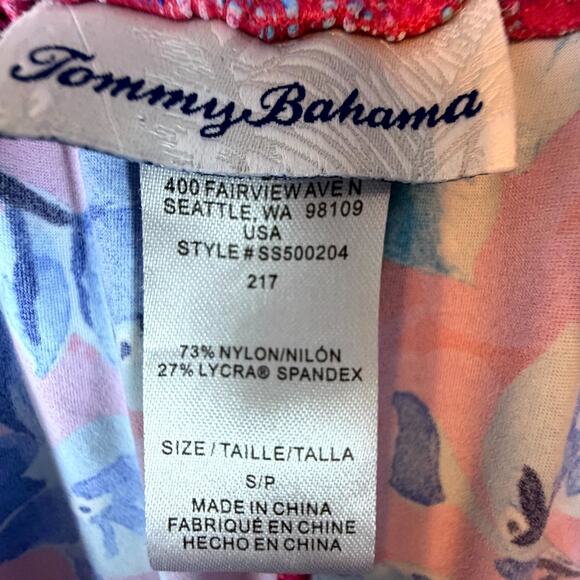 Tommy Bahama
400 FAIRVIEW AVE N
SEATTLE, WA 98109
USA
STYLE # SS500204
217
73% NYLON/NILÓN
27% LYCRA® SPANDEX
SIZE / TAILLE / TALLA
S/P
MADE IN CHINA
FABRIQUÉ EN CHINE
HECHO EN CHINA